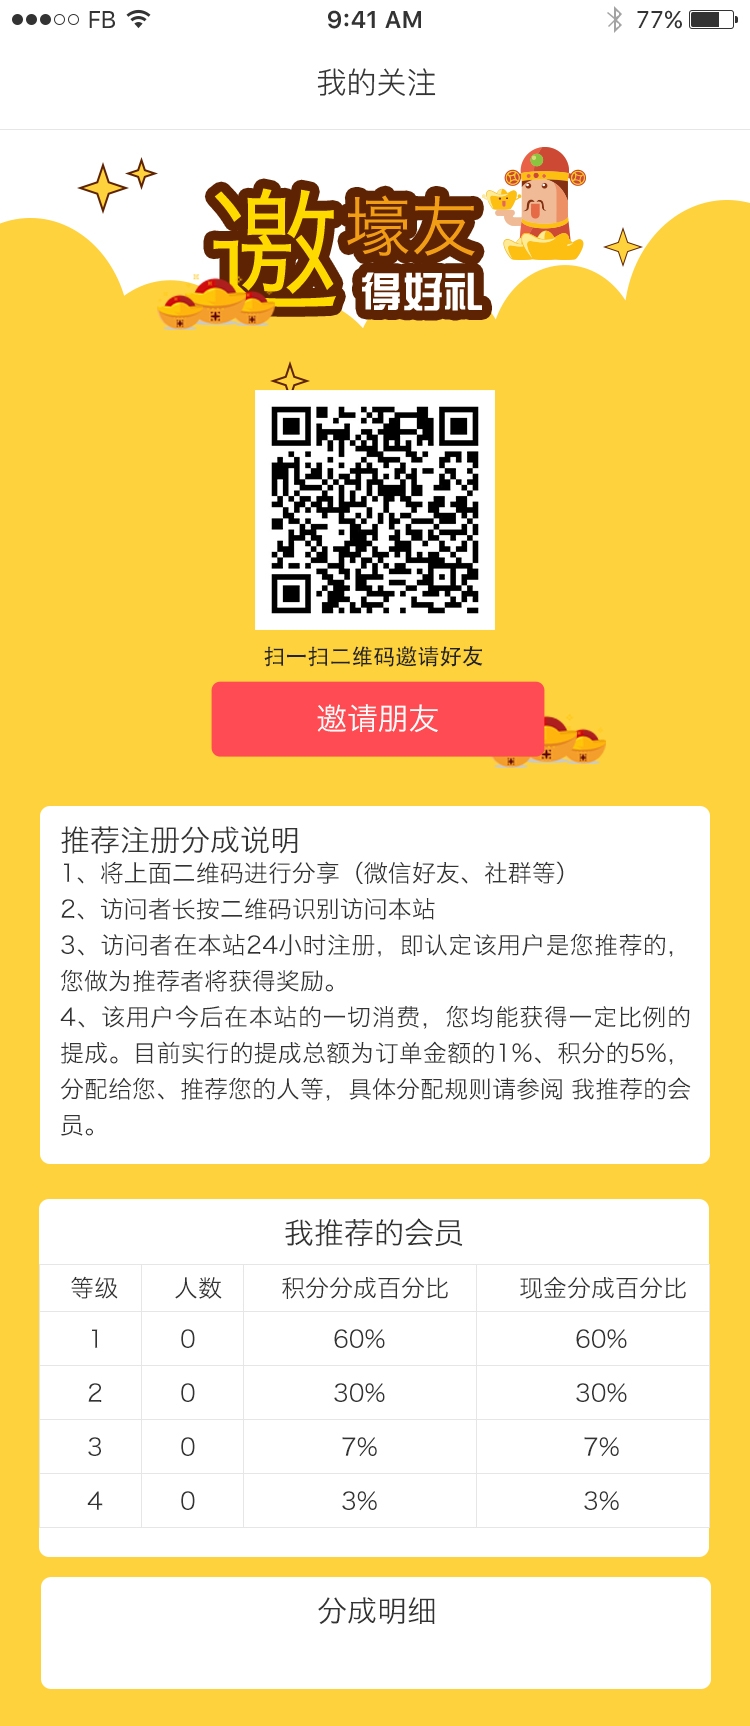 FB 9:41 AM 77%
我的关注
邀壕友
得好礼
扫一扫二维码邀请好友
邀请朋友
推荐注册分成说明
1、将上面二维码进行分享（微信好友、社群等）
2、访问者长按二维码识别访问本站
3、访问者在本站24小时注册，即认定该用户是您推荐的，
您做为推荐者将获得奖励。
4、该用户今后在本站的一切消费，您均能获得一定比例的
提成。目前实行的提成总额为订单金额的1%、积分的5%，
分配给您、推荐您的人等，具体分配规则请参阅 我推荐的会
员。
我推荐的会员
等级 人数 积分分成百分比 现金分成百分比
1 0 60% 60%
2 0 30% 30%
3 0 7% 7%
4 0 3% 3%
分成明细